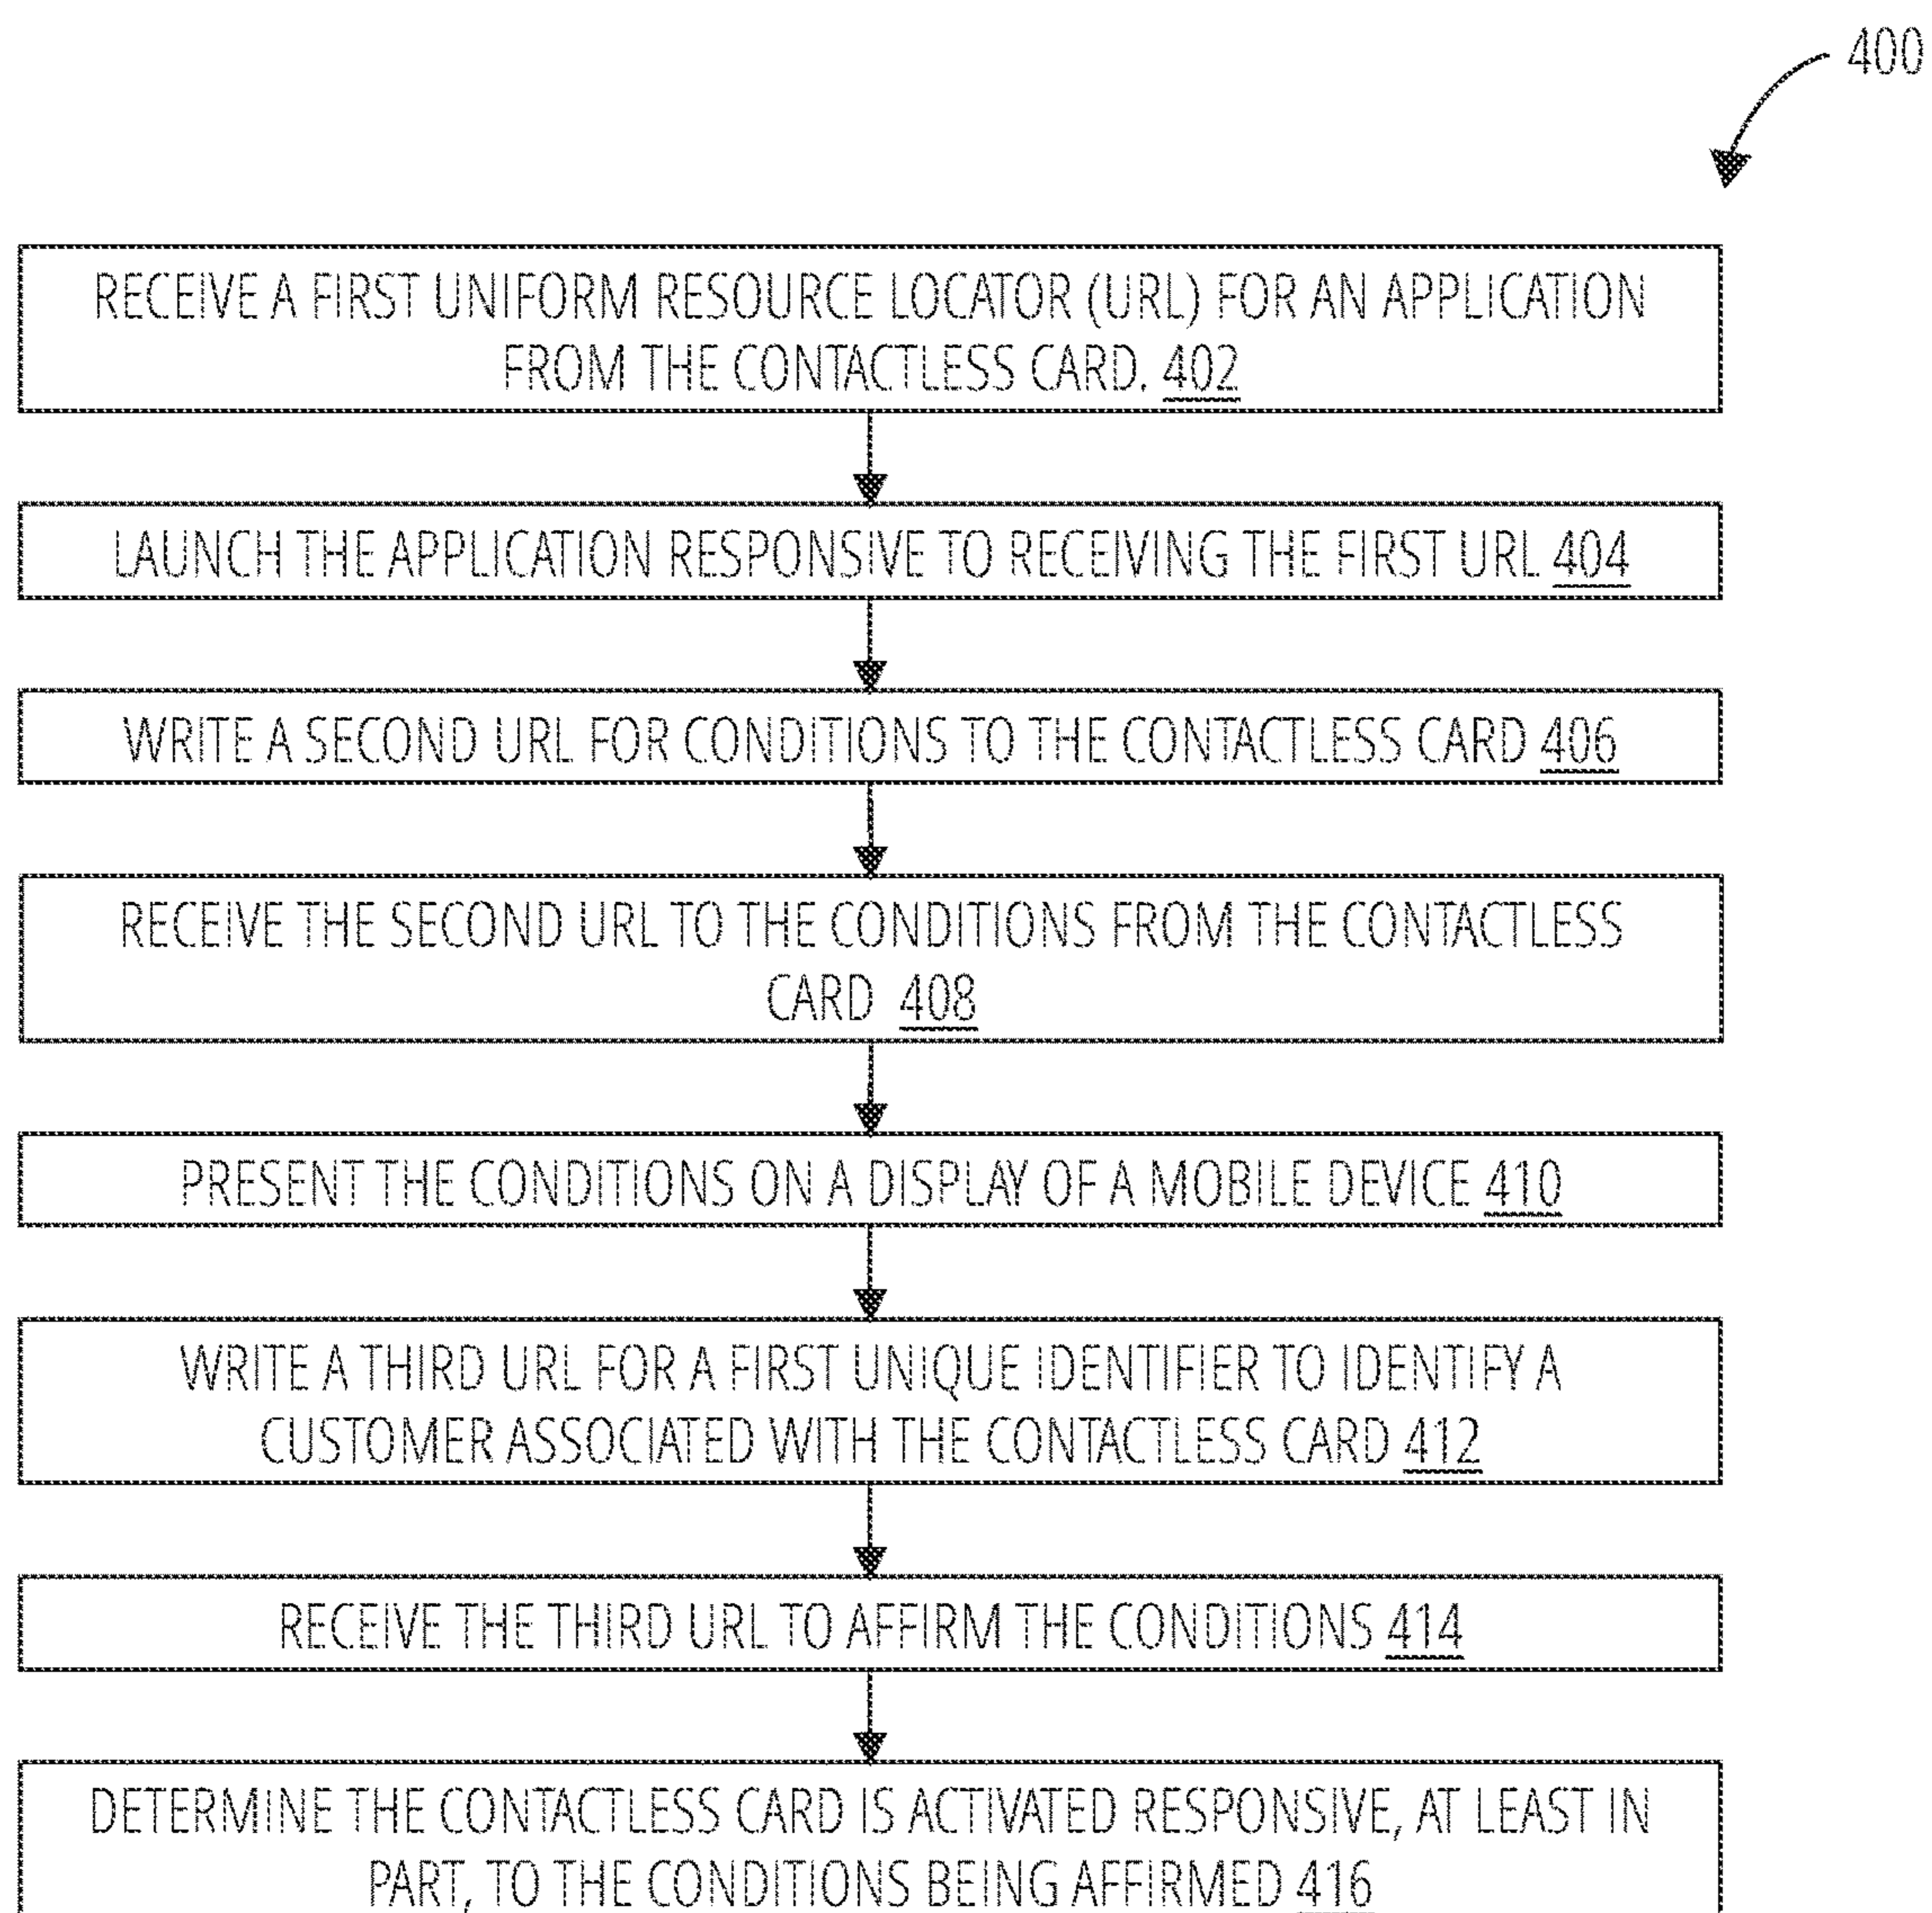 400
RECEIVE A FIRST UNIFORM RESOURCE LOCATOR (URL) FOR AN APPLICATION
FROM THE CONTACTLESS CARD. 402
LAUNCH THE APPLICATION RESPONSIVE TO RECEIVING THE FIRST URL 404
WRITE A SECOND URL FOR CONDITIONS TO THE CONTACTLESS CARD 406
RECEIVE THE SECOND URL TO THE CONDITIONS FROM THE CONTACTLESS
CARD 408
PRESENT THE CONDITIONS ON A DISPLAY OF A MOBILE DEVICE 410
WRITE A THIRD URL FOR A FIRST UNIQUE IDENTIFIER TO IDENTIFY A
CUSTOMER ASSOCIATED WITH THE CONTACTLESS CARD 412
RECEIVE THE THIRD URL TO AFFIRM THE CONDITIONS 414
DETERMINE THE CONTACTLESS CARD IS ACTIVATED RESPONSIVE, AT LEAST IN
PART, TO THE CONDITIONS BEING AFFIRMED 416